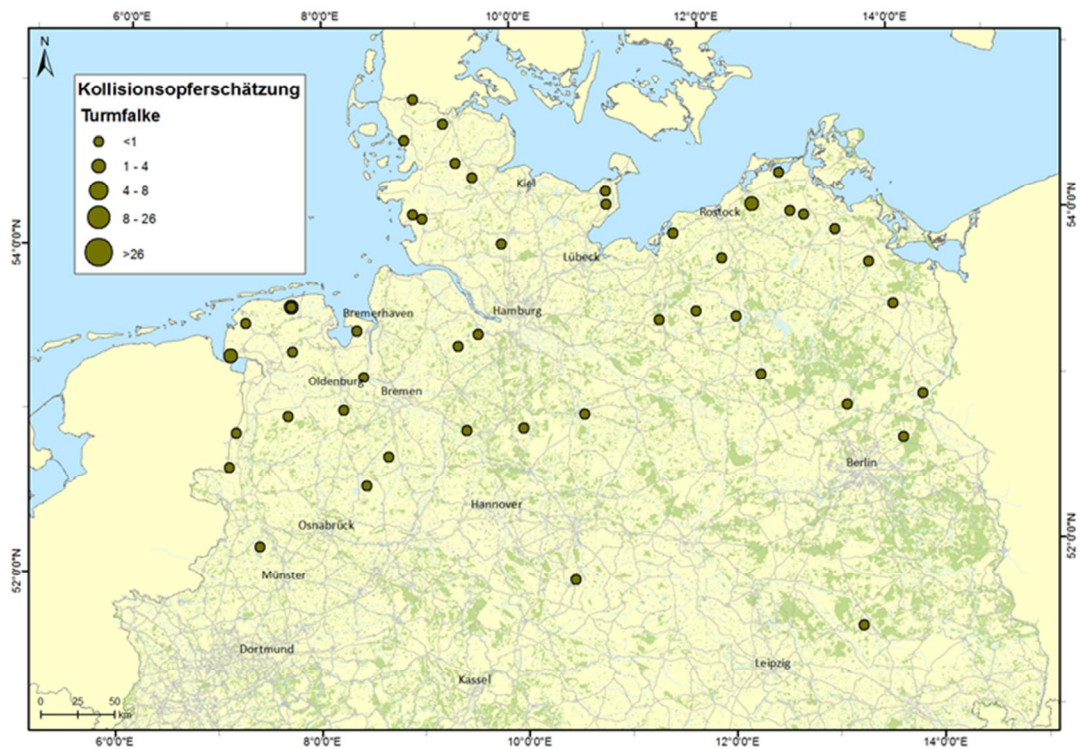 6°0'0"E 8°0'0"E 10°0'0"E 12°0'0"E 14°0'0"E
N
Kollisionsopferschätzung
Turmfalke
<1
1 - 4
4 - 8
8 - 26
>26
Kiel
Rostock
54°0'0"N
54°0'0"N
Lübeck
Bremerhaven
Hamburg
Oldenburg
Bremen
Berlin
Hannover
Osnabrück
52°0'0"N
52°0'0"N
Münster
Dortmund
Leipzig
Kassel
0 25 50
km
6°0'0"E 8°0'0"E 10°0'0"E 12°0'0"E 14°0'0"E